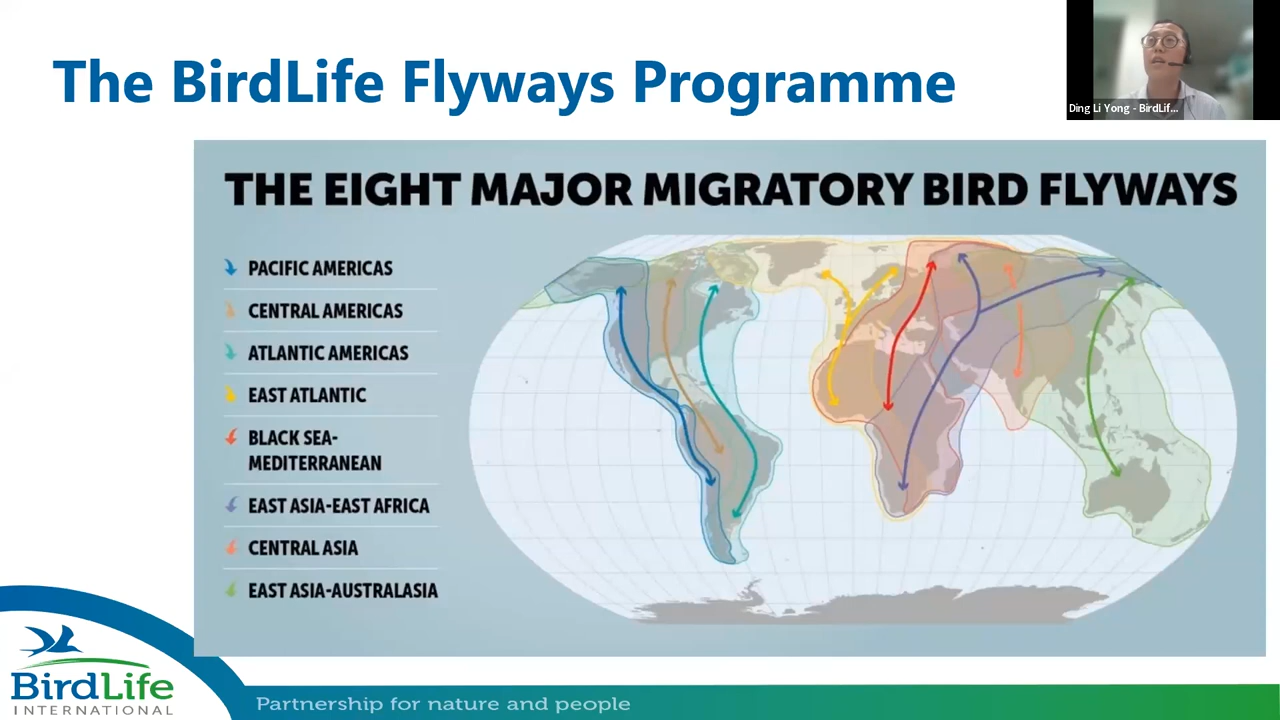 The BirdLife Flyways Programme
Ding Li Yong - BirdLif...
THE EIGHT MAJOR MIGRATORY BIRD FLYWAYS
PACIFIC AMERICAS
CENTRAL AMERICAS
ATLANTIC AMERICAS
EAST ATLANTIC
BLACK SEA-
MEDITERRANEAN
EAST ASIA-EAST AFRICA
CENTRAL ASIA
EAST ASIA-AUSTRALASIA
BirdLife
INTERNATIONAL
Partnership for nature and people